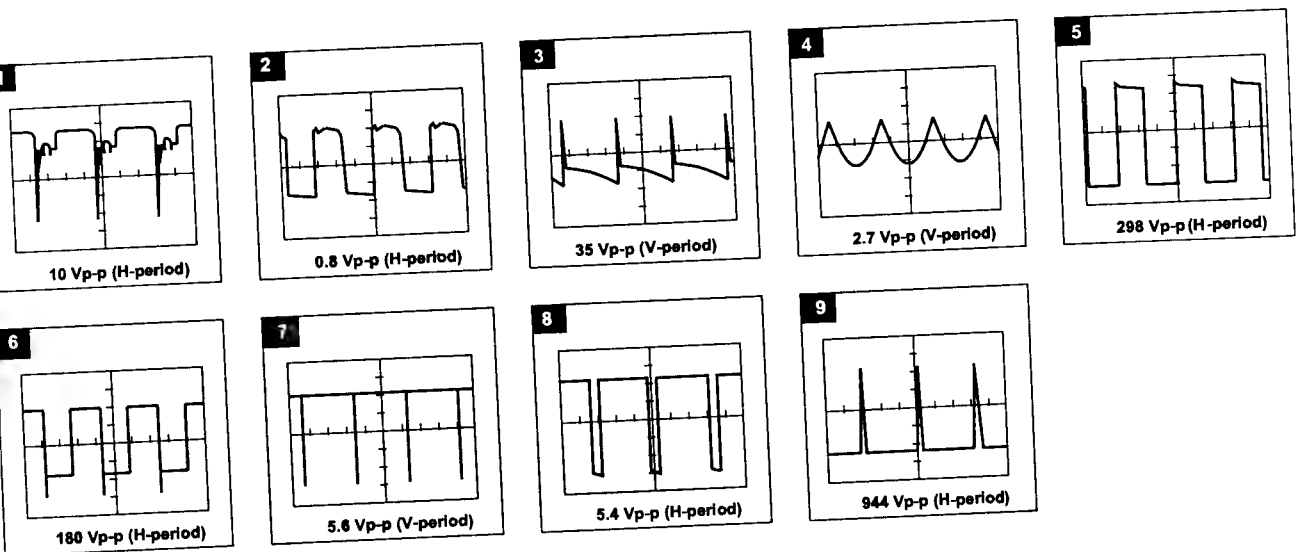 1
2
3
4
5
10 Vp-p (H-period)
0.8 Vp-p (H-period)
35 Vp-p (V-period)
2.7 Vp-p (V-period)
298 Vp-p (H-period)
6
7
8
9
180 Vp-p (H-period)
5.6 Vp-p (V-period)
5.4 Vp-p (H-period)
944 Vp-p (H-period)